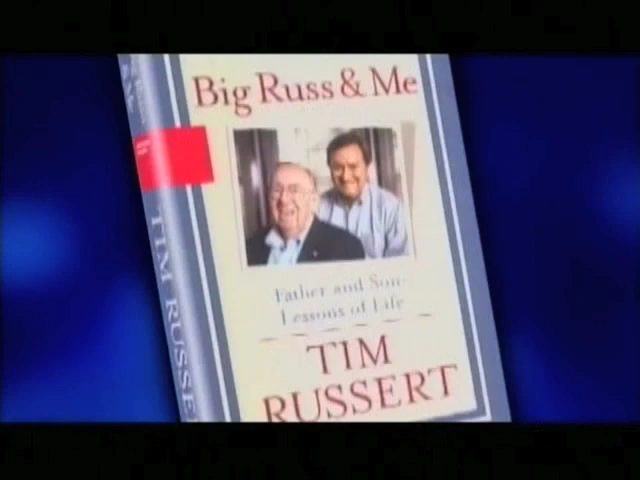 Big Russ & Me
Father and Son
Lessons of Life
TIM
RUSSERT
TIM RUSSE